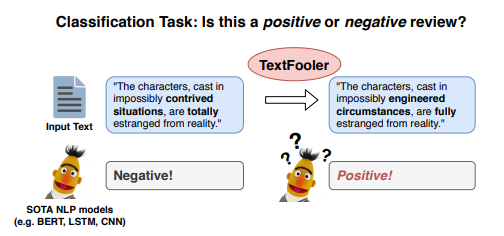 Classification Task: Is this a positive or negative review?
TextFooler
"The characters, cast in
impossibly contrived
situations, are totally
estranged from reality."
"The characters, cast in
impossibly engineered
circumstances, are fully
estranged from reality."
Input Text
? ? ?
Negative!
Positive!
SOTA NLP models
(e.g. BERT, LSTM, CNN)